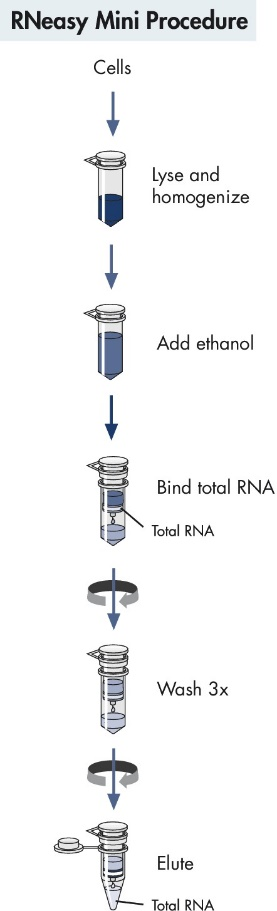 RNeasy Mini Procedure
Cells
Lyse and
homogenize
Add ethanol
Bind total RNA
Total RNA
Wash 3x
Elute
Total RNA